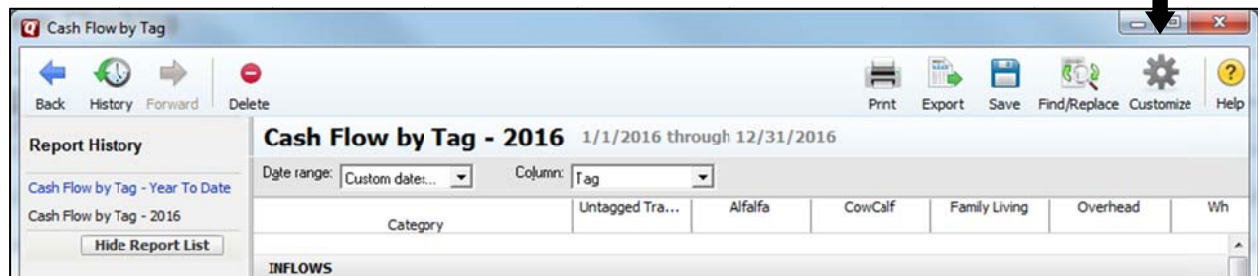 Cash Flow by Tag
Back History Forward Delete Print Export Save Find/Replace Customize Help
Report History
Cash Flow by Tag - Year To Date
Cash Flow by Tag - 2016
Hide Report List
Cash Flow by Tag - 2016 1/1/2016 through 12/31/2016
Date range: Custom date:... Column: Tag
Category Untagged Tra... Alfalfa CowCalf Family Living Overhead Wh
INFLOWS